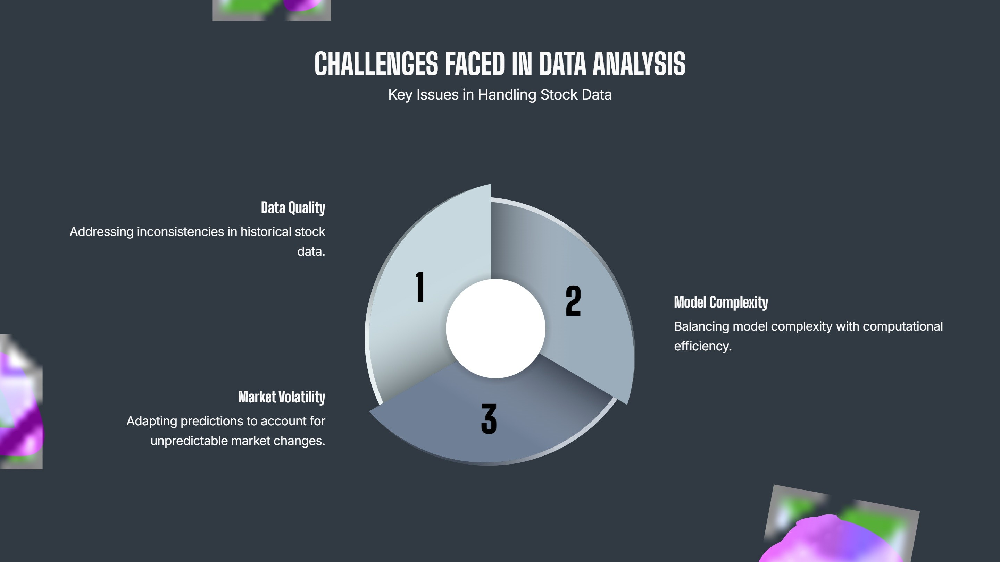 CHALLENGES FACED IN DATA ANALYSIS
Key Issues in Handling Stock Data
Data Quality
Addressing inconsistencies in historical stock
data.
1
2
Model Complexity
Balancing model complexity with computational
efficiency.
Market Volatility
Adapting predictions to account for
unpredictable market changes.
3